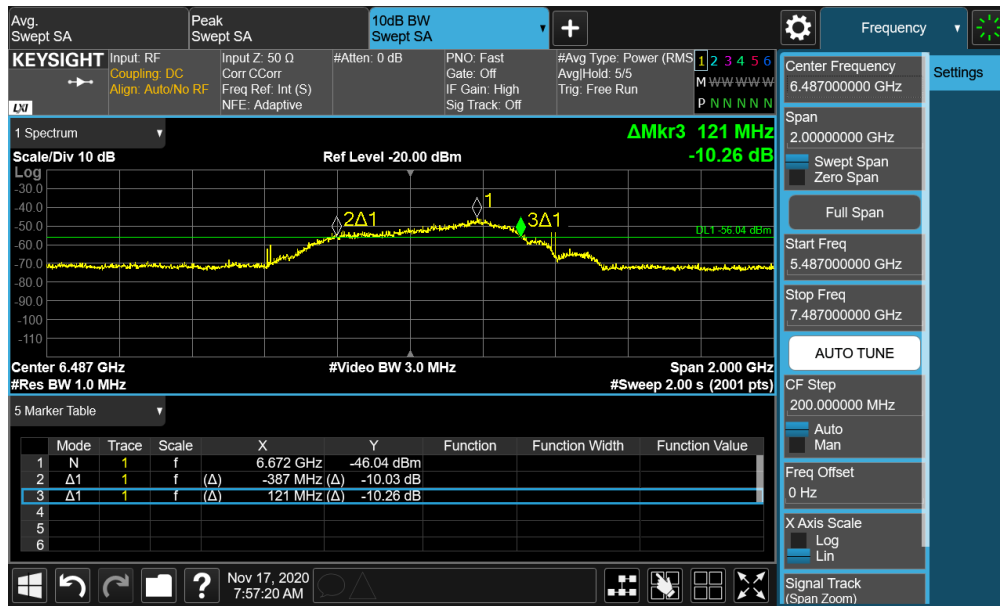 Avg.
Swept SA
Peak
Swept SA
10dB BW
Swept SA
Frequency
KEYSIGHT
LXI
Input: RF
Coupling: DC
Align: Auto/No RF
Input Z: 50 Ω
Corr CCorr
Freq Ref: Int (S)
NFE: Adaptive
#Atten: 0 dB
PNO: Fast
Gate: Off
IF Gain: High
Sig Track: Off
#Avg Type: Power (RMS
Avg|Hold: 5/5
Trig: Free Run
1 2 3 4 5 6
M W W W W W
P N N N N N
1 Spectrum
ΔMkr3 121 MHz
-10.26 dB
Scale/Div 10 dB
Ref Level -20.00 dBm
Log
-30.0
-40.0
-50.0
-60.0
-70.0
-80.0
-90.0
-100
-110
2Δ1
1
3Δ1
DL1 -56.04 dBm
Center 6.487 GHz
#Video BW 3.0 MHz
Span 2.000 GHz
#Res BW 1.0 MHz
#Sweep 2.00 s (2001 pts)
5 Marker Table
Mode Trace Scale X Y Function Function Width Function Value
1 N 1 f 6.672 GHz -46.04 dBm
2 Δ1 1 f (Δ) -387 MHz (Δ) -10.03 dB
3 Δ1 1 f (Δ) 121 MHz (Δ) -10.26 dB
4
5
6
Nov 17, 2020
7:57:20 AM
?
Settings
Center Frequency
6.487000000 GHz
Span
2.00000000 GHz
Swept Span
Zero Span
Full Span
Start Freq
5.487000000 GHz
Stop Freq
7.487000000 GHz
AUTO TUNE
CF Step
200.000000 MHz
Auto
Man
Freq Offset
0 Hz
X Axis Scale
Log
Lin
Signal Track
(Span Zoom)